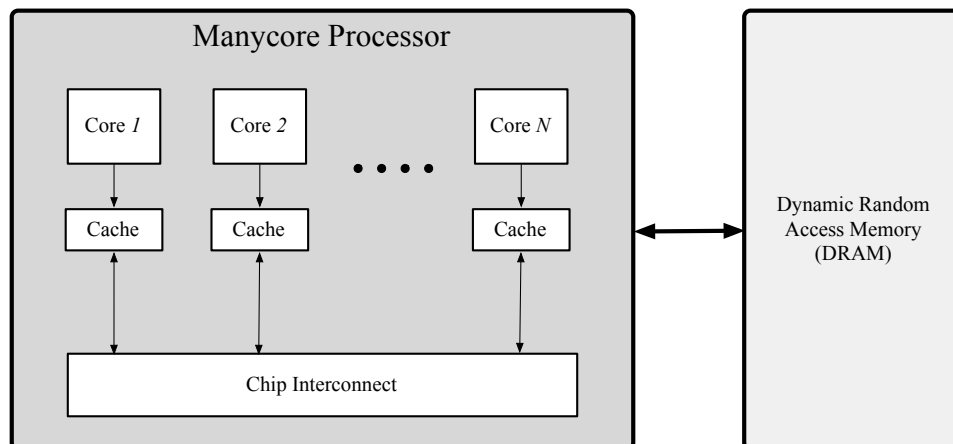 Manycore Processor
Core 1
Core 2
Core N
Cache
Cache
Cache
Chip Interconnect
Dynamic Random
Access Memory
(DRAM)